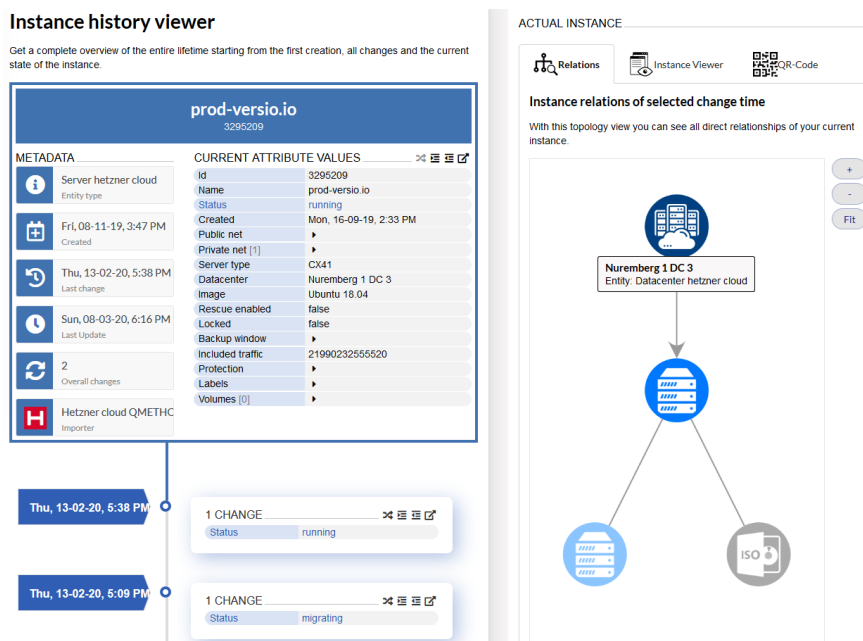 Instance history viewer
Get a complete overview of the entire lifetime starting from the first creation, all changes and the current
state of the instance.
prod-versio.io
3295209
METADATA
Server hetzner cloud
Entity type
Fri, 08-11-19, 3:47 PM
Created
Thu, 13-02-20, 5:38 PM
Last change
Sun, 08-03-20, 6:16 PM
Last Update
2
Overall changes
H
Hetzner cloud QMETHO
Importer
CURRENT ATTRIBUTE VALUES
Id 3295209
Name prod-versio.io
Status running
Created Mon, 16-09-19, 2:33 PM
Public net
Private net [1]
Server type CX41
Datacenter Nuremberg 1 DC 3
Image Ubuntu 18.04
Rescue enabled false
Locked false
Backup window
Included traffic 21990232555520
Protection
Labels
Volumes [0]
Thu, 13-02-20, 5:38 PM
1 CHANGE
Status running
Thu, 13-02-20, 5:09 PM
1 CHANGE
Status migrating
ACTUAL INSTANCE
Relations Instance Viewer QR-Code
Instance relations of selected change time
With this topology view you can see all direct relationships of your current
instance.
+
-
Fit
Nuremberg 1 DC 3
Entity: Datacenter hetzner cloud
ISO